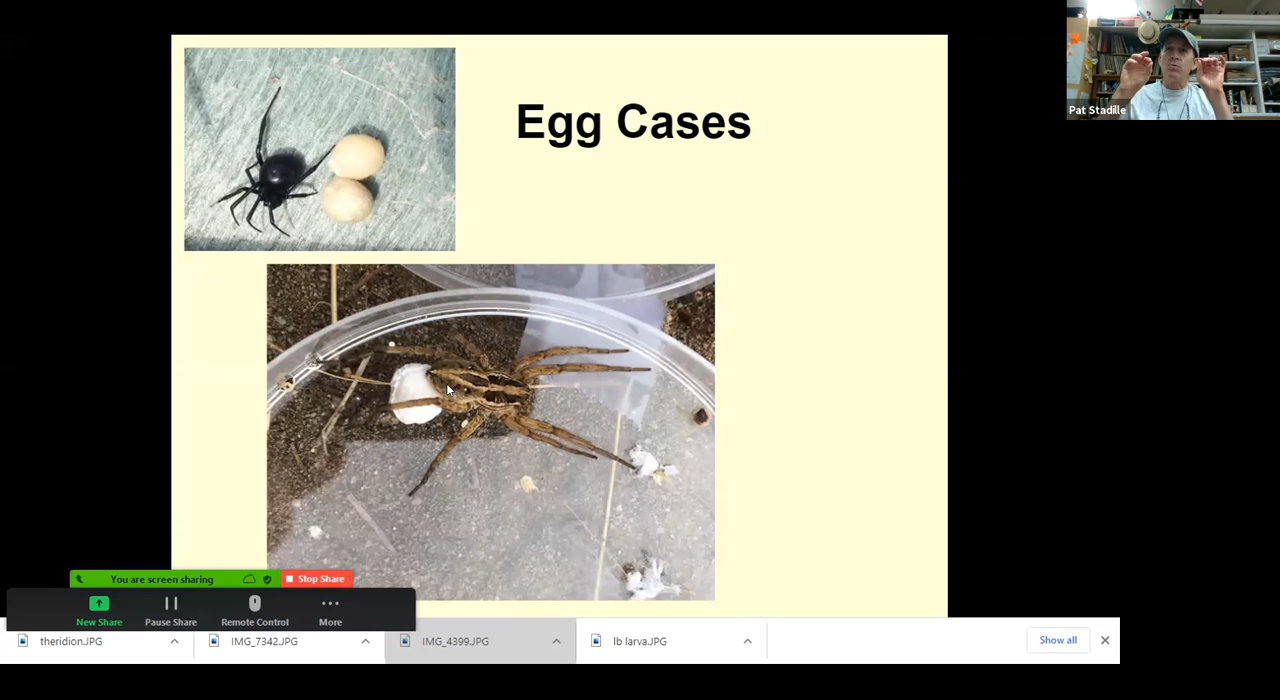 Egg Cases
Pat Stadille
You are screen sharing
Stop Share
New Share
Pause Share
Remote Control
More
theridion.JPG
IMG_7342.JPG
IMG_4399.JPG
lb larva.JPG
Show all